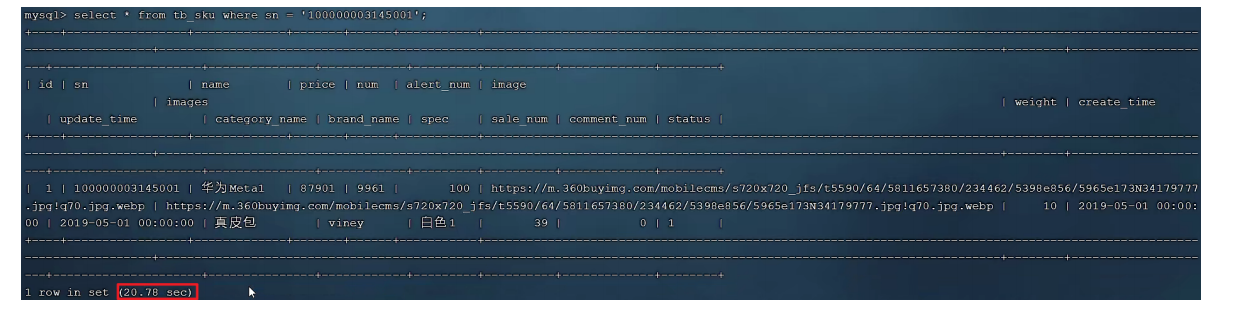 mysql> select * from tb_sku where sn = '100000003145001';
| id | sn | name | price | num | alert_num | image
| images | weight | create_time
| update_time | category_name | brand_name | spec | sale_num | comment_num | status |
| 1 | 100000003145001 | 华为Meta1 | 87901 | 9961 | 100 | https://m.360buyimg.com/mobilecms/s720x720_jfs/t5590/64/5811657380/234462/5398e856/5965e173N34179777
.jpg!q70.jpg.webp | https://m.360buyimg.com/mobilecms/s720x720_jfs/t5590/64/5811657380/234462/5398e856/5965e173N34179777.jpg!q70.jpg.webp | 10 | 2019-05-01 00:00:
00 | 2019-05-01 00:00:00 | 真皮包 | viney | 白色1 | 39 | 0 | 1 |
1 row in set (20.78 sec)